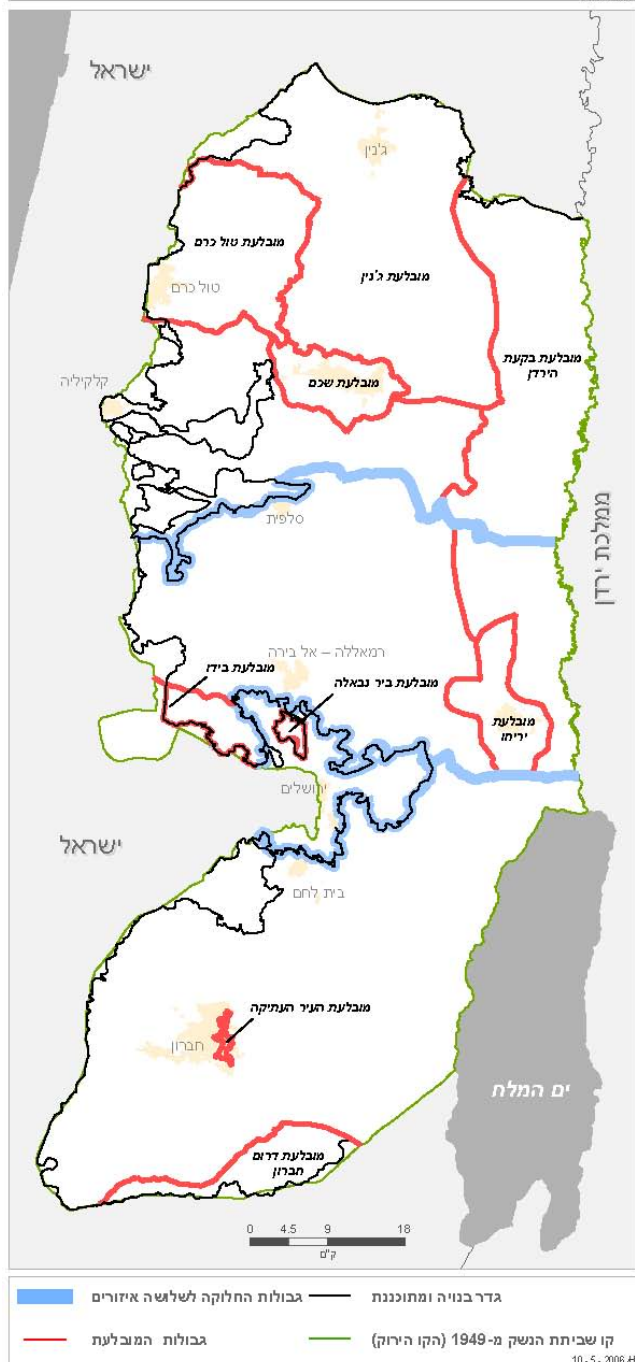 ישראל
ג'נין
מובלעת טול כרם
מובלעת ג'נין
טול כרם
מובלעת בקעת
הירדן
מובלעת שכם
קלקיליה
סלפית
ממלכת ירדן
רמאללה – אל בירה
מובלעת בידו
מובלעת ביר נבאלה
מובלעת
יריחו
ירושלים
ישראל
בית לחם
מובלעת העיר העתיקה
חברון
ים המלח
מובלעת דרום
חברון
0 4.5 9 18
ק"מ
גדר בנויה ומתוכננת
גבולות החלוקה לשלושה איזורים
קו שביתת הנשק מ-1949 (הקו הירוק)
גבולות המובלעת